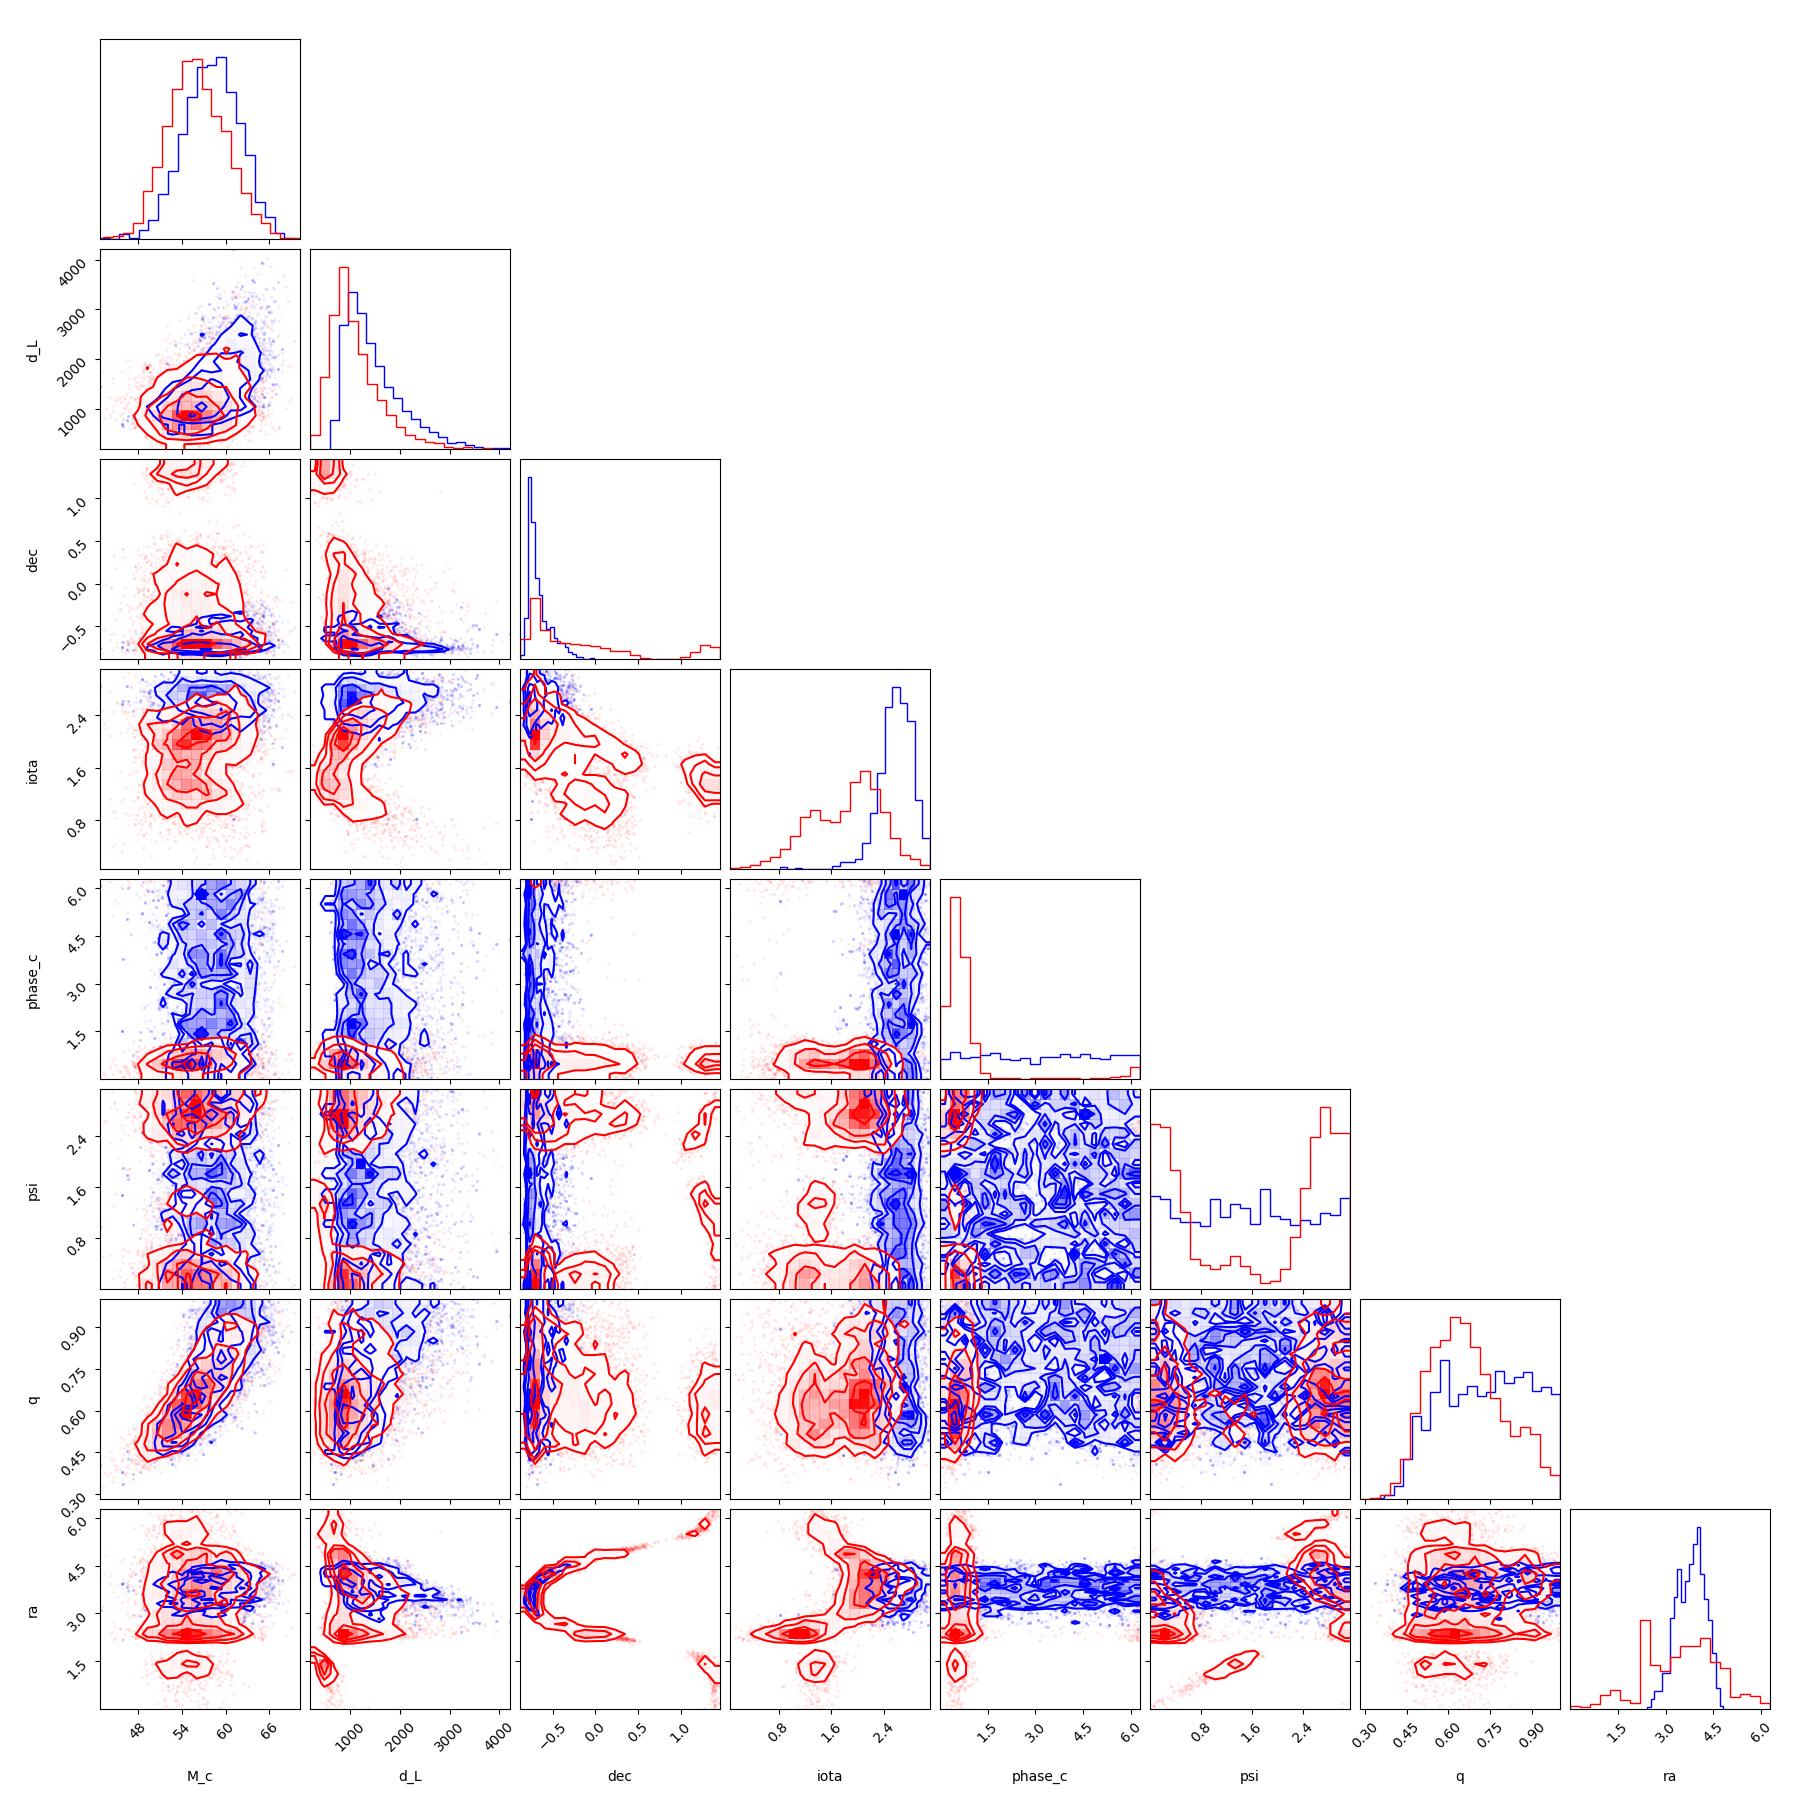 4000
3000
2000
1000
d_L
1.0
0.5
0.0
−0.5
dec
2.4
1.6
0.8
iota
6.0
4.5
3.0
1.5
phase_c
2.4
1.6
0.8
psi
0.90
0.75
0.60
0.45
0.30
q
6.0
4.5
3.0
1.5
ra
48 54 60 66
1000 2000 3000 4000
−0.5 0.0 0.5 1.0
0.8 1.6 2.4
1.5 3.0 4.5 6.0
0.8 1.6 2.4
0.30 0.45 0.60 0.75 0.90
1.5 3.0 4.5 6.0
M_c d_L dec iota phase_c psi q ra